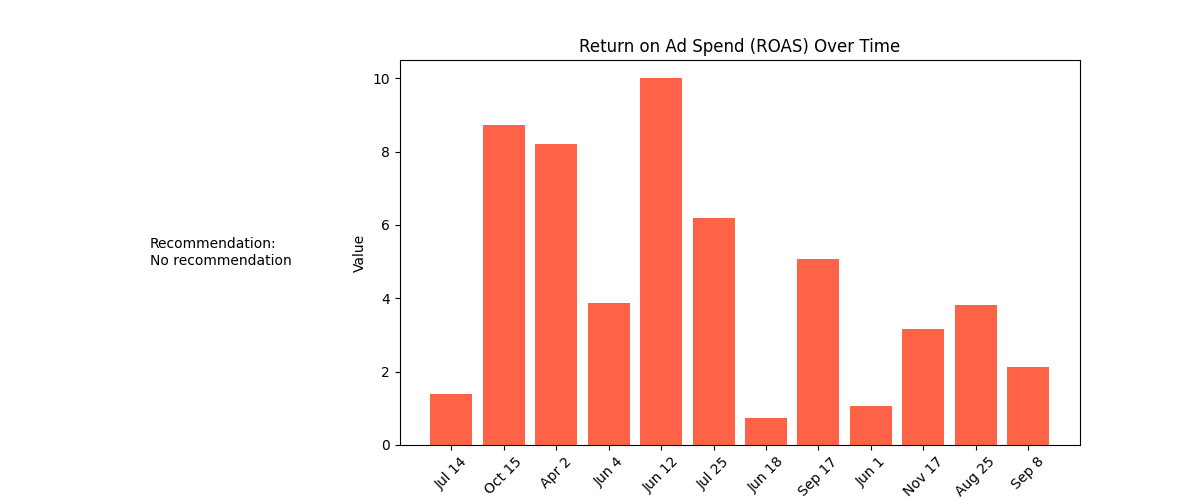 Return on Ad Spend (ROAS) Over Time
Recommendation:
No recommendation
Value
10
8
6
4
2
0
Jul 14
Oct 15
Apr 2
Jun 4
Jun 12
Jul 25
Jun 18
Sep 17
Jun 1
Nov 17
Aug 25
Sep 8